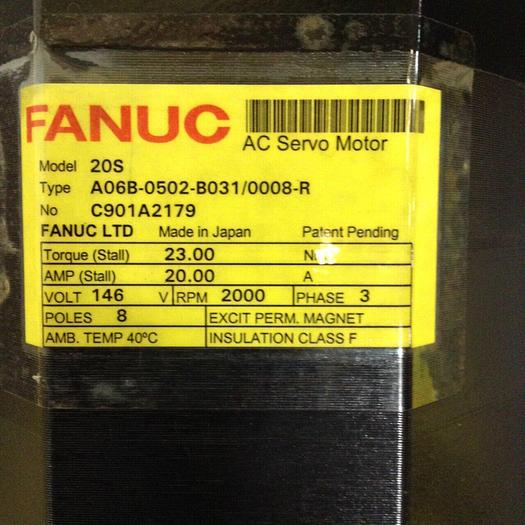 FANUC
AC Servo Motor
Model 20S
Type A06B-0502-B031/0008-R
No C901A2179
FANUC LTD Made in Japan Patent Pending
Torque (Stall) 23.00
AMP (Stall) 20.00 A
VOLT 146 V RPM 2000 PHASE 3
POLES 8 EXCIT PERM. MAGNET
AMB. TEMP 40ºC INSULATION CLASS F